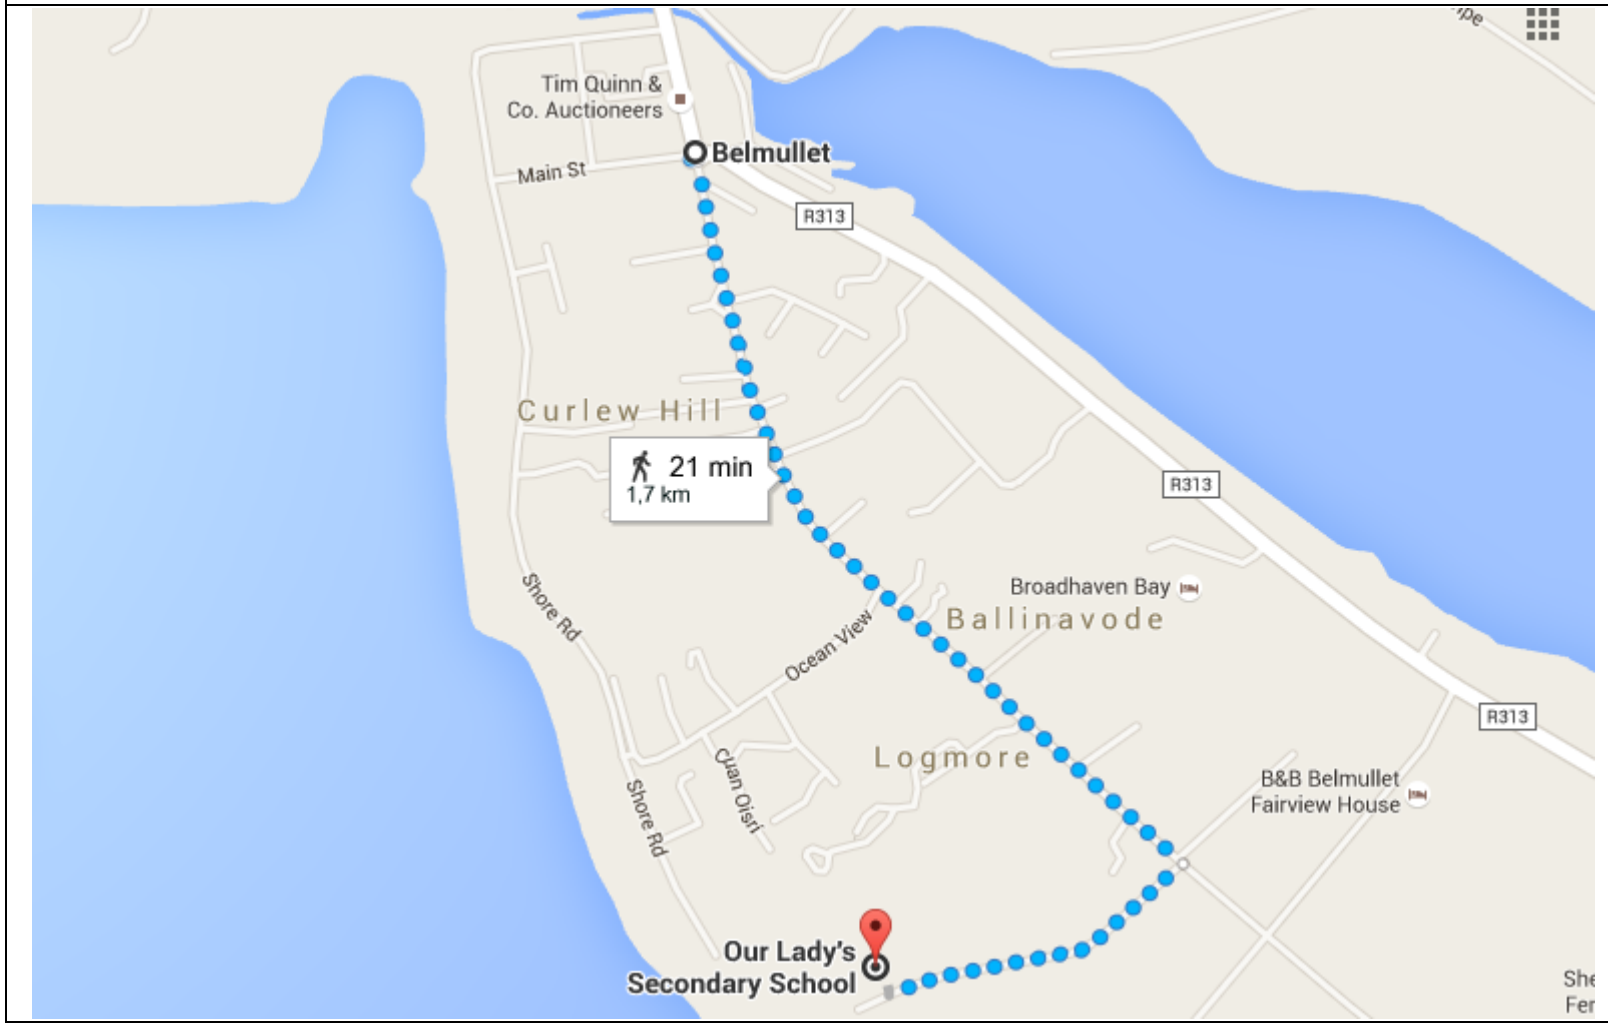 Tim Quinn &
Co. Auctioneers
Belmullet
Main St
R313
Curlew Hill
21 min
1,7 km
R313
Shore Rd
Broadhaven Bay
Ballinavode
Ocean View
R313
Logmore
Cuan Oisrí
Shore Rd
B&B Belmullet
Fairview House
Our Lady's
Secondary School